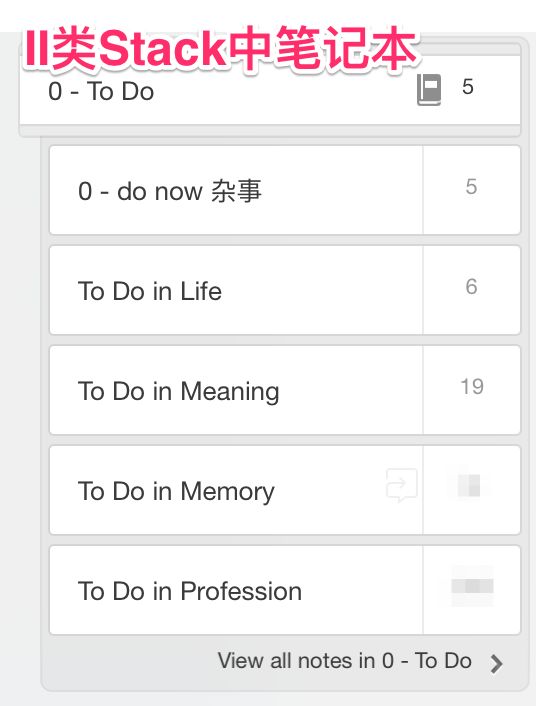 II类Stack中笔记本
0 - To Do 5
0 - do now 杂事 5
To Do in Life 6
To Do in Meaning 19
To Do in Memory
To Do in Profession
View all notes in 0 - To Do